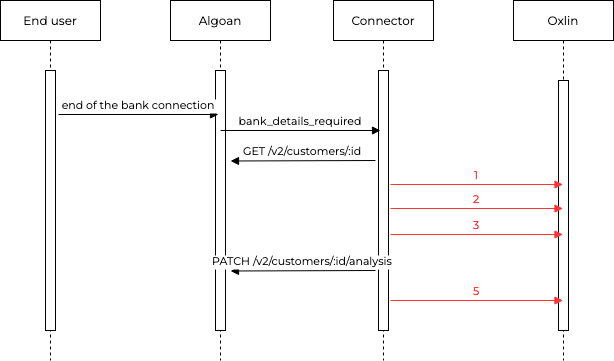 End user
Algoan
Connector
Oxlin
end of the bank connection
bank_details_required
GET /v2/customers/:id
1
2
3
PATCH /v2/customers/:id/analysis
5